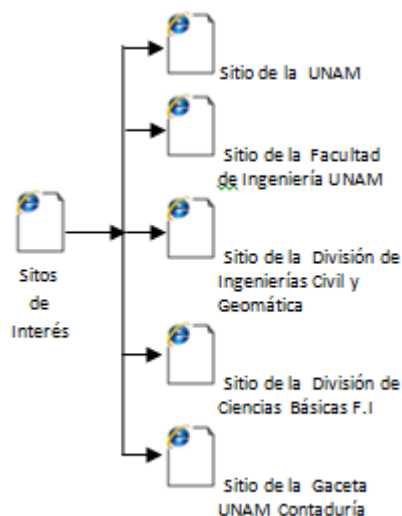 Sitio de la UNAM
Sitio de la Facultad
de Ingeniería UNAM
Sitos
de
Interés
Sitio de la División de
Ingenierías Civil y
Geomática
Sitio de la División de
Ciencias Básicas F.I
Sitio de la Gaceta
UNAM Contaduría